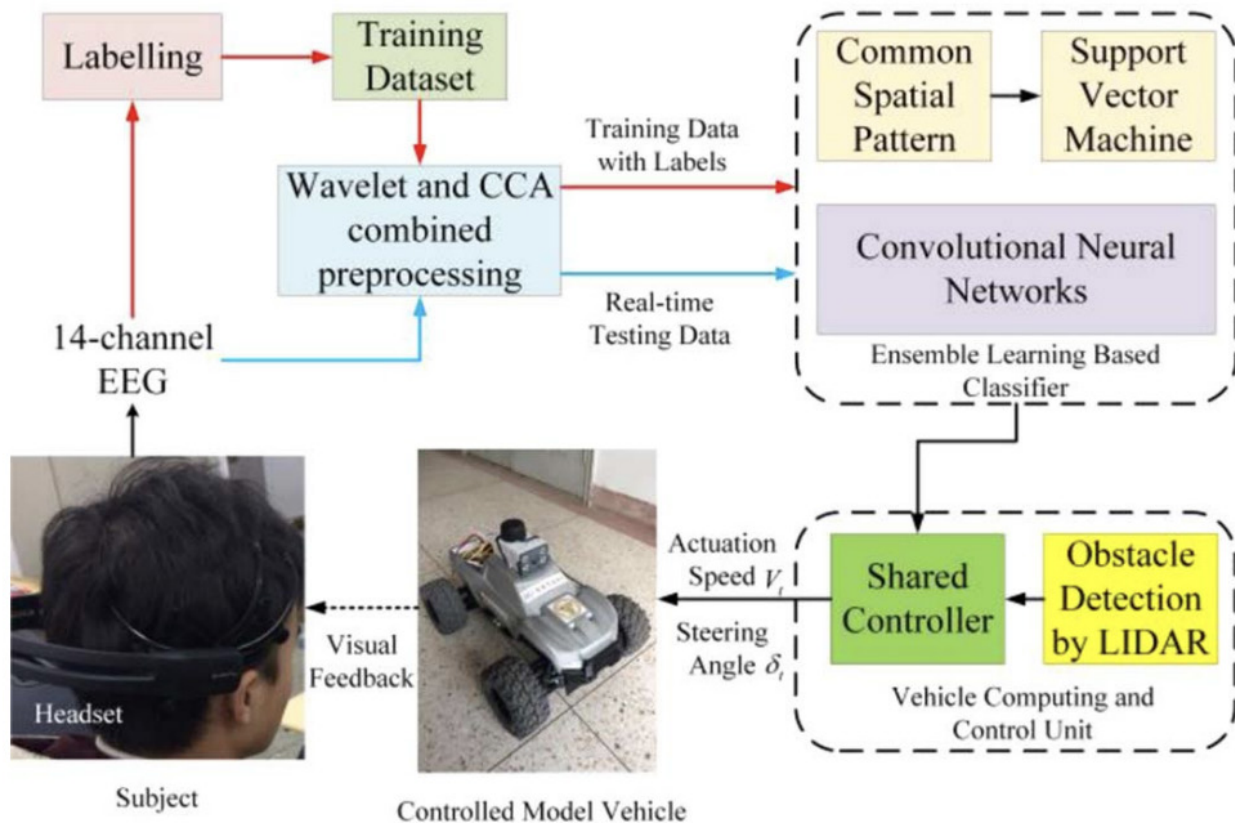 Labelling
Training
Dataset
Common
Spatial
Pattern
Support
Vector
Machine
Training Data
with Labels
Wavelet and CCA
combined
preprocessing
Convolutional Neural
Networks
Real-time
Testing Data
14-channel
EEG
Ensemble Learning Based
Classifier
Actuation
Speed V_t
Steering
Angle δ_t
Shared
Controller
Obstacle
Detection
by LIDAR
Visual
Feedback
Headset
Vehicle Computing and
Control Unit
Subject
Controlled Model Vehicle